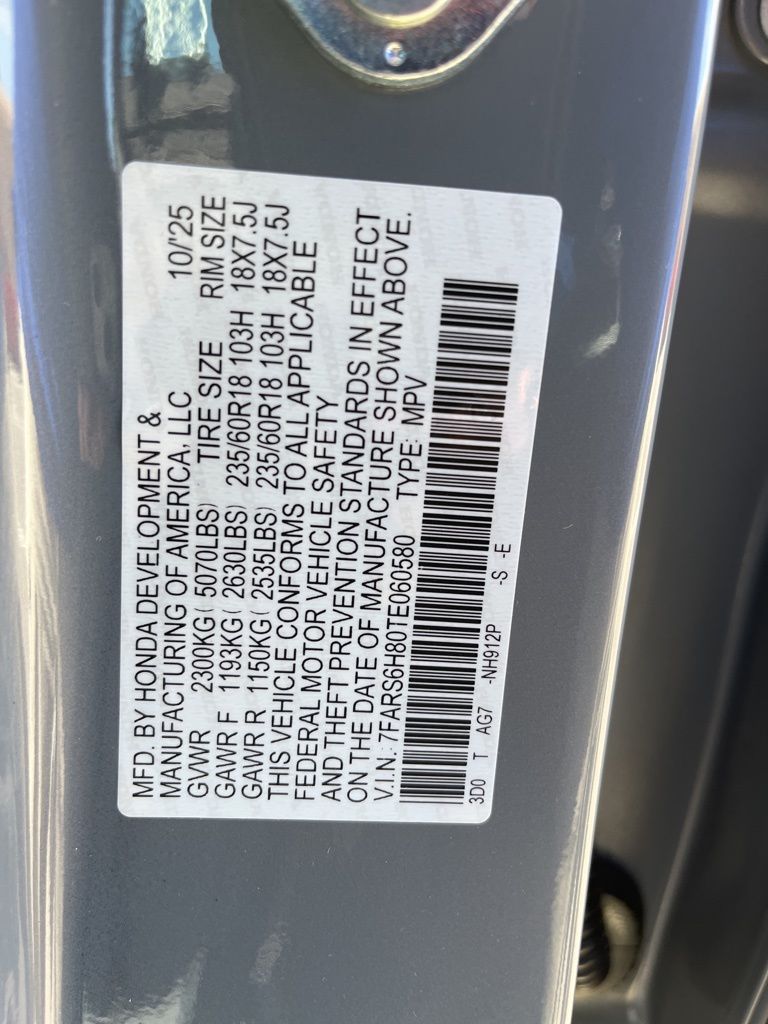 MFD. BY HONDA DEVELOPMENT &
MANUFACTURING OF AMERICA, LLC 10/'25
GVWR 2300KG( 5070LBS) TIRE SIZE RIM SIZE
GAWR F 1193KG( 2630LBS) 235/60R18 103H 18X7.5J
GAWR R 1150KG( 2535LBS) 235/60R18 103H 18X7.5J
THIS VEHICLE CONFORMS TO ALL APPLICABLE
FEDERAL MOTOR VEHICLE SAFETY
AND THEFT PREVENTION STANDARDS IN EFFECT
ON THE DATE OF MANUFACTURE SHOWN ABOVE.
V.I.N.: 7FARS6H80TE060580 TYPE: MPV
3D0 T AG7 -NH912P -S -E